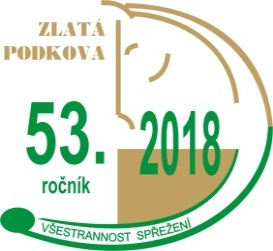 ZLATÁ
PODKOVA
53.
ročník
2018
VŠESTRANNOST SPŘEŽENÍ